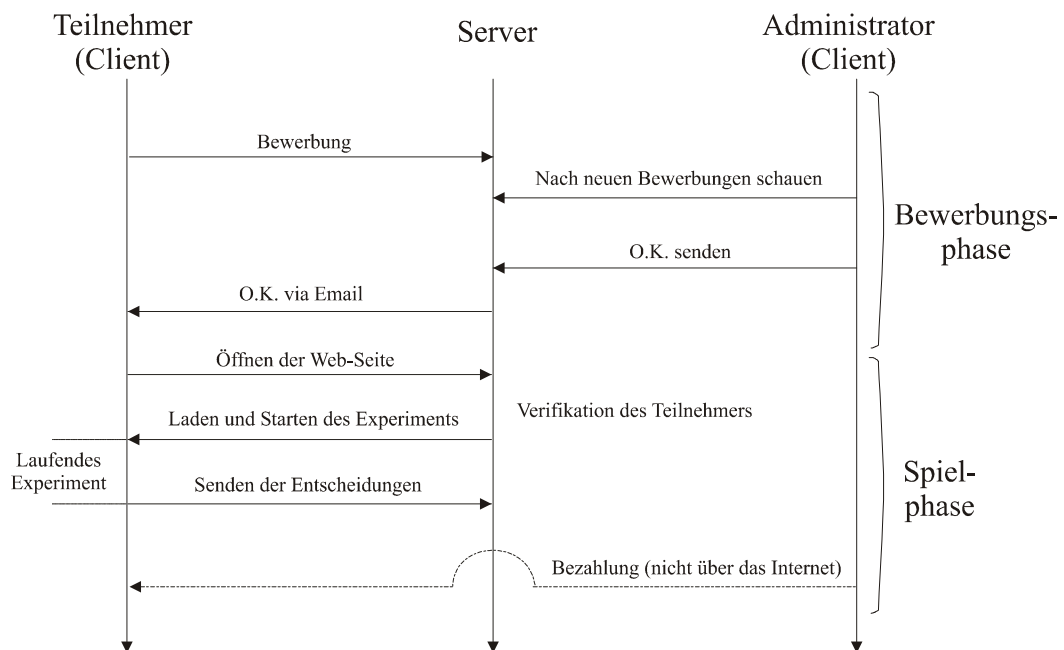 Teilnehmer
(Client)
Server
Administrator
(Client)
Bewerbung
Nach neuen Bewerbungen schauen
Bewerbungs-
phase
O.K. senden
O.K. via Email
Öffnen der Web-Seite
Verifikation des Teilnehmers
Laden und Starten des Experiments
Laufendes
Experiment
Senden der Entscheidungen
Spiel-
phase
Bezahlung (nicht über das Internet)